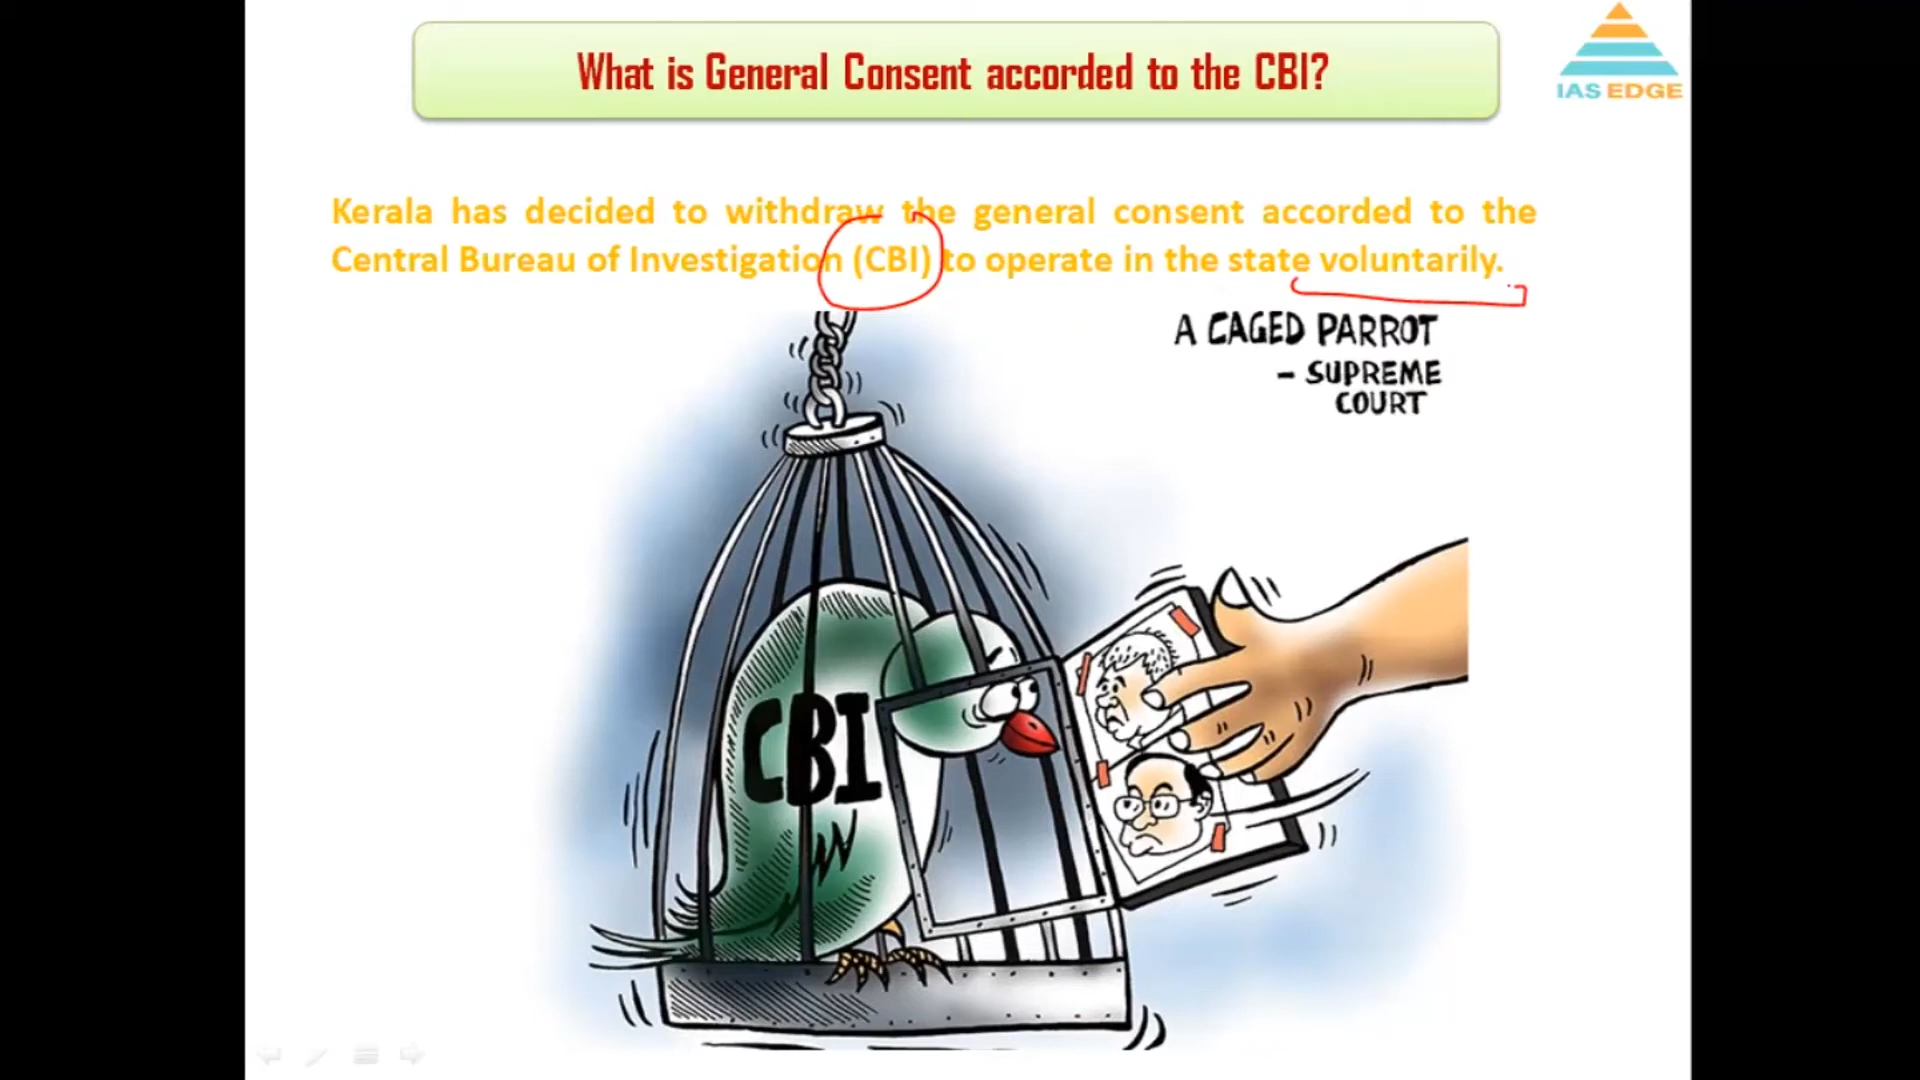 What is General Consent accorded to the CBI?
IAS EDGE
Kerala has decided to withdraw the general consent accorded to the
Central Bureau of Investigation (CBI) to operate in the state voluntarily.
A CAGED PARROT
- SUPREME
COURT
CBI